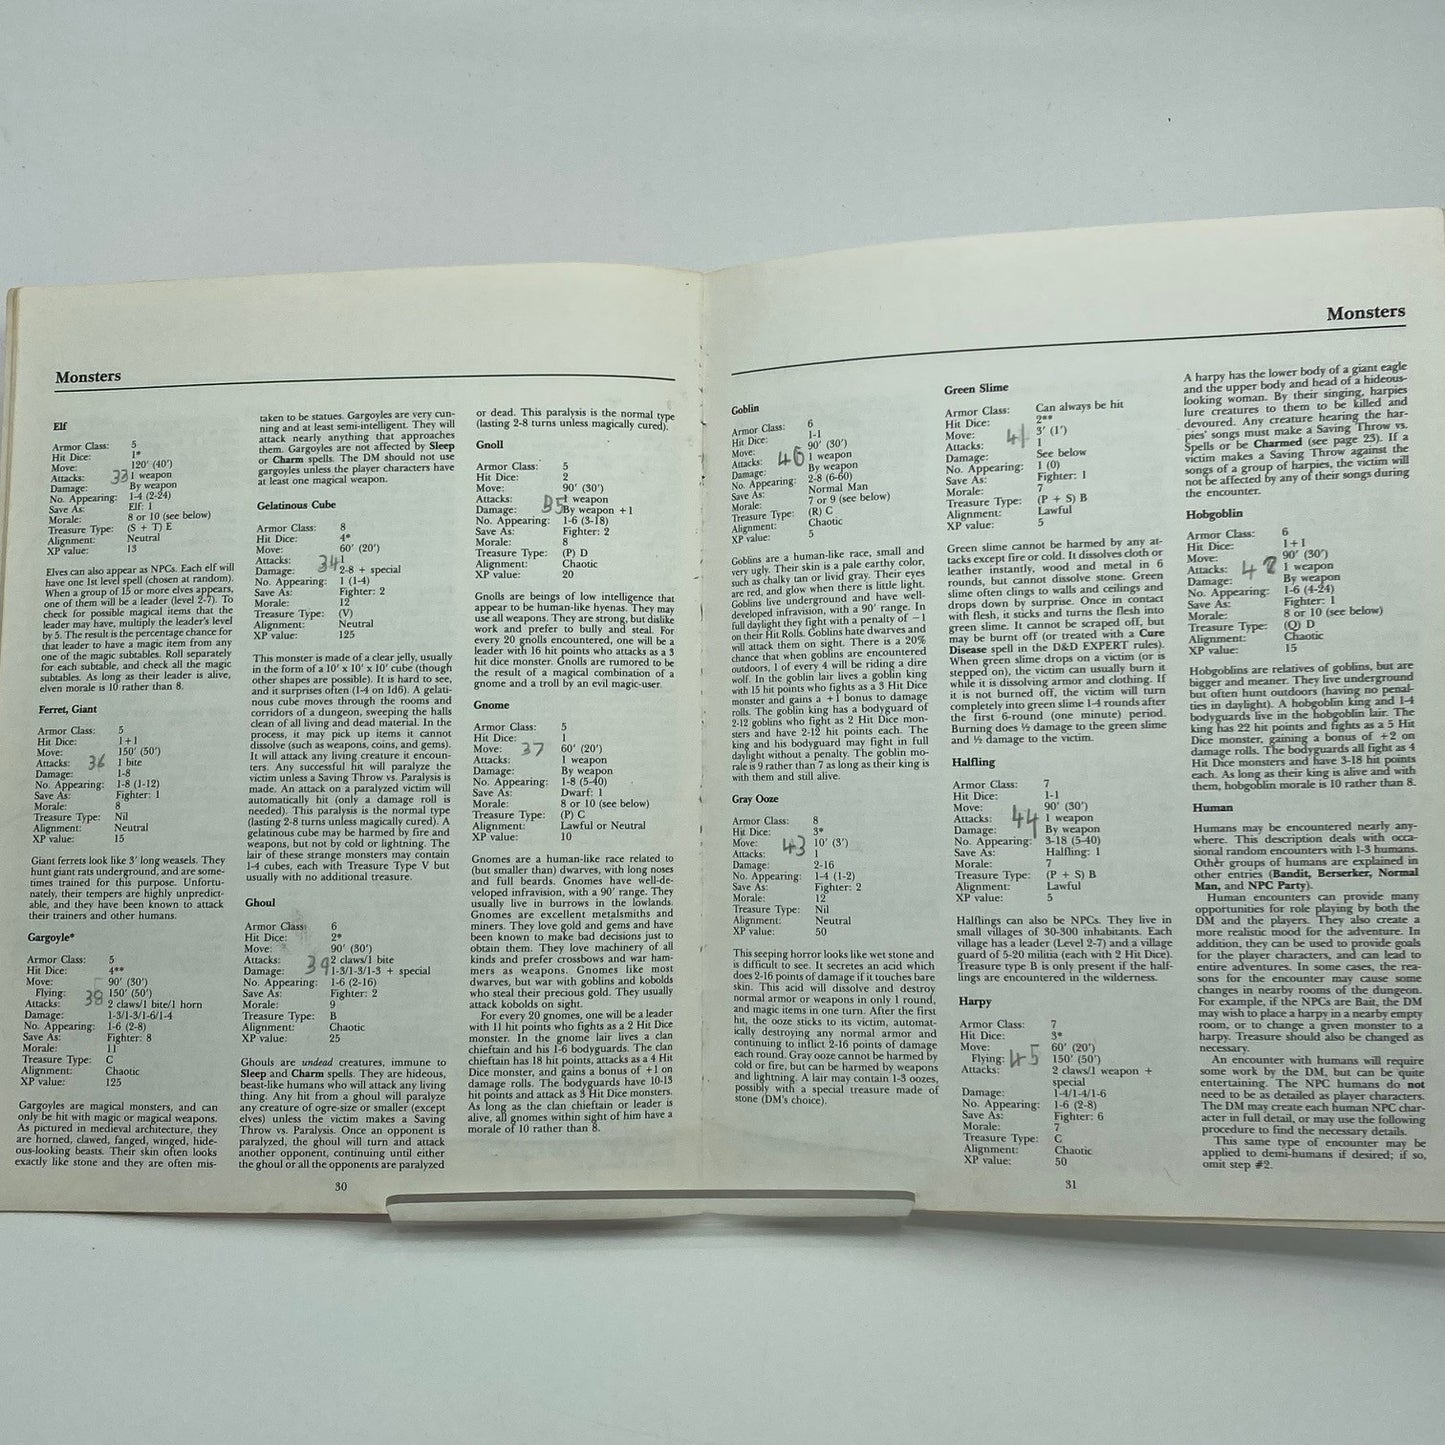 Monsters
Elf
Armor Class: 5
Hit Dice: 1*
Move: 120' (40')
Attacks: 1 weapon
33
Damage: By weapon
No. Appearing: 1-4 (2-24)
Save As: Elf: 1
Morale: 8 or 10 (see below)
Treasure Type: (S + T) E
Alignment: Neutral
XP value: 13
Elves can also appear as NPCs. Each elf will
have one 1st level spell (chosen at random).
When a group of 15 or more elves appears,
one of them will be a leader (level 2-7). To
check for possible magical items that the
leader may have, multiply the leader's level
by 5. The result is the percentage chance for
that leader to have a magic item from any
one of the magic subtables. Roll separately
for each subtable, and check all the magic
subtables. As long as their leader is alive,
elven morale is 10 rather than 8.
Ferret, Giant
Armor Class: 5
Hit Dice: 1+1
Move: 150' (50')
Attacks: 1 bite
36
Damage: 1-8
No. Appearing: 1-8 (1-12)
Save As: Fighter: 1
Morale: 8
Treasure Type: Nil
Alignment: Neutral
XP value: 15
Giant ferrets look like 3' long weasels. They
hunt giant rats underground, and are some-
times trained for this purpose. Unfortu-
nately, their tempers are highly unpredict-
able, and they have been known to attack
their trainers and other humans.
Gargoyle*
Armor Class: 5
Hit Dice: 4**
Move: 90' (30')
Flying: 150' (50')
Attacks: 2 claws/1 bite/1 horn
Damage: 1-3/1-3/1-6/1-4
No. Appearing: 1-6 (2-8)
Save As: Fighter: 8
Morale: 11
Treasure Type: C
Alignment: Chaotic
XP value: 125
Gargoyles are magical monsters, and can
only be hit with magic or magical weapons.
As pictured in medieval architecture, they
are horned, clawed, fanged, winged, hide-
ous-looking beasts. Their skin often looks
exactly like stone and they are often mis-
taken to be statues. Gargoyles are very cun-
ning and at least semi-intelligent. They will
attack nearly anything that approaches
them. Gargoyles are not affected by Sleep
or Charm spells. The DM should not use
gargoyles unless the player characters have
at least one magical weapon.
Gelatinous Cube
Armor Class: 8
Hit Dice: 4*
Move: 60' (20')
Attacks: 1
34
Damage: 2-8 + special
No. Appearing: 1 (1-4)
Save As: Fighter: 2
Morale: 12
Treasure Type: (V)
Alignment: Neutral
XP value: 125
This monster is made of a clear jelly, usually
in the form of a 10' x 10' x 10' cube (though
other shapes are possible). It is hard to see,
and it surprises often (1-4 on 1d6). A gelati-
nous cube moves through the rooms and
corridors of a dungeon, sweeping the halls
clean of all living and dead material. In the
process, it may pick up items it cannot
dissolve (such as weapons, coins, and gems).
It will attack any living creature it encoun-
ters. Any successful hit will paralyze the
victim unless a Saving Throw vs. Paralysis is
made. An attack on a paralyzed victim will
automatically hit (only a damage roll is
needed). This paralysis is the normal type
(lasting 2-8 turns unless magically cured). A
gelatinous cube may be harmed by fire and
weapons, but not by cold or lightning. The
lair of these strange monsters may contain
1-4 cubes, each with Treasure Type V but
usually with no additional treasure.
Ghoul
Armor Class: 6
Hit Dice: 2*
Move: 90' (30')
Attacks: 2 claws/1 bite
39
Damage: 1-3/1-3/1-3 + special
No. Appearing: 1-6 (2-16)
Save As: Fighter: 2
Morale: 9
Treasure Type: B
Alignment: Chaotic
XP value: 25
Ghouls are undead creatures, immune to
Sleep and Charm spells. They are hideous,
beast-like humans who will attack any living
thing. Any hit from a ghoul will paralyze
any creature of ogre-size or smaller (except
elves) unless the victim makes a Saving
Throw vs. Paralysis. Once an opponent is
paralyzed, the ghoul will turn and attack
another opponent, continuing until either
the ghoul or all the opponents are paralyzed
or dead. This paralysis is the normal type
(lasting 2-8 turns unless magically cured).
Gnoll
Armor Class: 5
Hit Dice: 2
Move: 90' (30')
Attacks: 1 weapon
Damage: By weapon +1
No. Appearing: 1-6 (3-18)
Save As: Fighter: 2
Morale: 8
Treasure Type: (P) D
Alignment: Chaotic
XP value: 20
Gnolls are beings of low intelligence that
appear to be human-like hyenas. They may
use all weapons. They are strong, but dislike
work and prefer to bully and steal. For
every 20 gnolls encountered, one will be a
leader with 16 hit points who attacks as a 3
hit dice monster. Gnolls are rumored to be
the result of a magical combination of a
gnome and a troll by an evil magic-user.
Gnome
Armor Class: 5
Hit Dice: 1
Move: 60' (20')
37
Attacks: 1 weapon
Damage: By weapon
No. Appearing: 1-8 (5-40)
Save As: Dwarf: 1
Morale: 8 or 10 (see below)
Treasure Type: (P) C
Alignment: Lawful or Neutral
XP value: 10
Gnomes are a human-like race related to
(but smaller than) dwarves, with long noses
and full beards. Gnomes have well-de-
veloped infravision, with a 90' range. They
usually live in burrows in the lowlands.
Gnomes are excellent metalsmiths and
miners. They love gold and gems and have
been known to make bad decisions just to
obtain them. They love machinery of all
kinds and prefer crossbows and war ham-
mers as weapons. Gnomes like most
dwarves, but war with goblins and kobolds
who steal their precious gold. They usually
attack kobolds on sight.
For every 20 gnomes, one will be a leader
with 11 hit points who fights as a 2 Hit Dice
monster. In the gnome lair lives a clan
chieftain and his 1-6 bodyguards. The clan
chieftain has 18 hit points, attacks as a 4 Hit
Dice monster, and gains a bonus of +1 on
damage rolls. The bodyguards have 10-13
hit points and attack as 3 Hit Dice monsters.
As long as the clan chieftain or leader is
alive, all gnomes within sight of him have a
morale of 10 rather than 8.
30
Monsters
Goblin
Armor Class: 6
Hit Dice: 1-1
Move: 90' (30')
Attacks: 1 weapon
46
Damage: By weapon
No. Appearing: 2-8 (6-60)
Save As: Normal Man
Morale: 7 or 9 (see below)
Treasure Type: (R) C
Alignment: Chaotic
XP value: 5
Goblins are a human-like race, small and
very ugly. Their skin is a pale earthy color,
such as chalky tan or livid gray. Their eyes
are red, and glow when there is little light.
Goblins live underground and have well-
developed infravision, with a 90' range. In
full daylight they fight with a penalty of −1
on their Hit Rolls. Goblins hate dwarves and
will attack them on sight. There is a 20%
chance that when goblins are encountered
outdoors, 1 of every 4 will be riding a dire
wolf. In the goblin lair lives a goblin king
with 15 hit points who fights as a 3 Hit Dice
monster and gains a +1 bonus to damage
rolls. The goblin king has a bodyguard of
2-12 goblins who fight as 2 Hit Dice mon-
sters and have 2-12 hit points each. The
king and his bodyguard may fight in full
daylight without a penalty. The goblin mo-
rale is 9 rather than 7 as long as their king is
with them and still alive.
Gray Ooze
Armor Class: 8
Hit Dice: 3*
Move: 10' (3')
43
Attacks: 1
Damage: 2-16
No. Appearing: 1-4 (1-2)
Save As: Fighter: 2
Morale: 12
Treasure Type: Nil
Alignment: Neutral
XP value: 50
This seeping horror looks like wet stone and
is difficult to see. It secretes an acid which
does 2-16 points of damage if it touches bare
skin. This acid will dissolve and destroy
normal armor or weapons in only 1 round,
and magic items in one turn. After the first
hit, the ooze sticks to its victim, automat-
ically destroying any normal armor and
continuing to inflict 2-16 points of damage
each round. Gray ooze cannot be harmed by
cold or fire, but can be harmed by weapons
and lightning. A lair may contain 1-3 oozes,
possibly with a special treasure made of
stone (DM's choice).
Green Slime
Armor Class: Can always be hit
Hit Dice: 2**
Move: 3' (1')
41
Attacks: 1
Damage: See below
No. Appearing: 1 (0)
Save As: Fighter: 1
Morale: 7
Treasure Type: (P + S) B
Alignment: Lawful
XP value: 5
Green slime cannot be harmed by any at-
tacks except fire or cold. It dissolves cloth or
leather instantly, wood and metal in 6
rounds, but cannot dissolve stone. Green
slime often clings to walls and ceilings and
drops down by surprise. Once in contact
with flesh, it sticks and turns the flesh into
green slime. It cannot be scraped off, but
may be burnt off (or treated with a Cure
Disease spell in the D&D EXPERT rules).
When green slime drops on a victim (or is
stepped on), the victim can usually burn it
while it is dissolving armor and clothing. If
it is not burned off, the victim will turn
completely into green slime 1-4 rounds after
the first 6-round (one minute) period.
Burning does ½ damage to the green slime
and ½ damage to the victim.
Halfling
Armor Class: 7
Hit Dice: 1-1
Move: 90' (30')
Attacks: 1 weapon
44
Damage: By weapon
No. Appearing: 3-18 (5-40)
Save As: Halfling: 1
Morale: 7
Treasure Type: (P + S) B
Alignment: Lawful
XP value: 5
Halflings can also be NPCs. They live in
small villages of 30-300 inhabitants. Each
village has a leader (Level 2-7) and a village
guard of 5-20 militia (each with 2 Hit Dice).
Treasure type B is only present if the half-
lings are encountered in the wilderness.
Harpy
Armor Class: 7
Hit Dice: 3*
Move: 60' (20')
Flying: 150' (50')
45
Attacks: 2 claws/1 weapon +
special
Damage: 1-4/1-4/1-6
No. Appearing: 1-6 (2-8)
Save As: Fighter: 6
Morale: 7
Treasure Type: C
Alignment: Chaotic
XP value: 50
A harpy has the lower body of a giant eagle
and the upper body and head of a hideous-
looking woman. By their singing, harpies
lure creatures to them to be killed and
devoured. Any creature hearing the har-
pies' songs must make a Saving Throw vs.
Spells or be Charmed (see page 23). If a
victim makes a Saving Throw against the
songs of a group of harpies, the victim will
not be affected by any of their songs during
the encounter.
Hobgoblin
Armor Class: 6
Hit Dice: 1+1
Move: 90' (30')
Attacks: 1 weapon
Damage: By weapon
No. Appearing: 1-6 (4-24)
Save As: Fighter: 1
Morale: 8 or 10 (see below)
Treasure Type: (Q) D
Alignment: Chaotic
XP value: 15
Hobgoblins are relatives of goblins, but are
bigger and meaner. They live underground
but often hunt outdoors (having no penal-
ties in daylight). A hobgoblin king and 1-4
bodyguards live in the hobgoblin lair. The
king has 22 hit points and fights as a 5 Hit
Dice monster, gaining a bonus of +2 on
damage rolls. The bodyguards all fight as 4
Hit Dice monsters and have 3-18 hit points
each. As long as their king is alive and with
them, hobgoblin morale is 10 rather than 8.
Human
Humans may be encountered nearly any-
where. This description deals with occa-
sional random encounters with 1-3 humans.
Other groups of humans are explained in
other entries (Bandit, Berserker, Normal
Man, and NPC Party).
Human encounters can provide many
opportunities for role playing by both the
DM and the players. They also create a
more realistic mood for the adventure. In
addition, they can be used to provide goals
for the player characters, and can lead to
entire adventures. In some cases, the rea-
sons for the encounter may cause some
changes in nearby rooms of the dungeon.
For example, if the NPCs are Bait, the DM
may wish to place a harpy in a nearby empty
room, or to change a given monster to a
harpy. Treasure should also be changed as
necessary.
An encounter with humans will require
some work by the DM, but can be quite
entertaining. The NPC humans do not
need to be as detailed as player characters.
The DM may create each human NPC char-
acter in full detail, or may use the following
procedure to find the necessary details.
This same type of encounter may be
applied to demi-humans if desired; if so,
omit step #2.
31